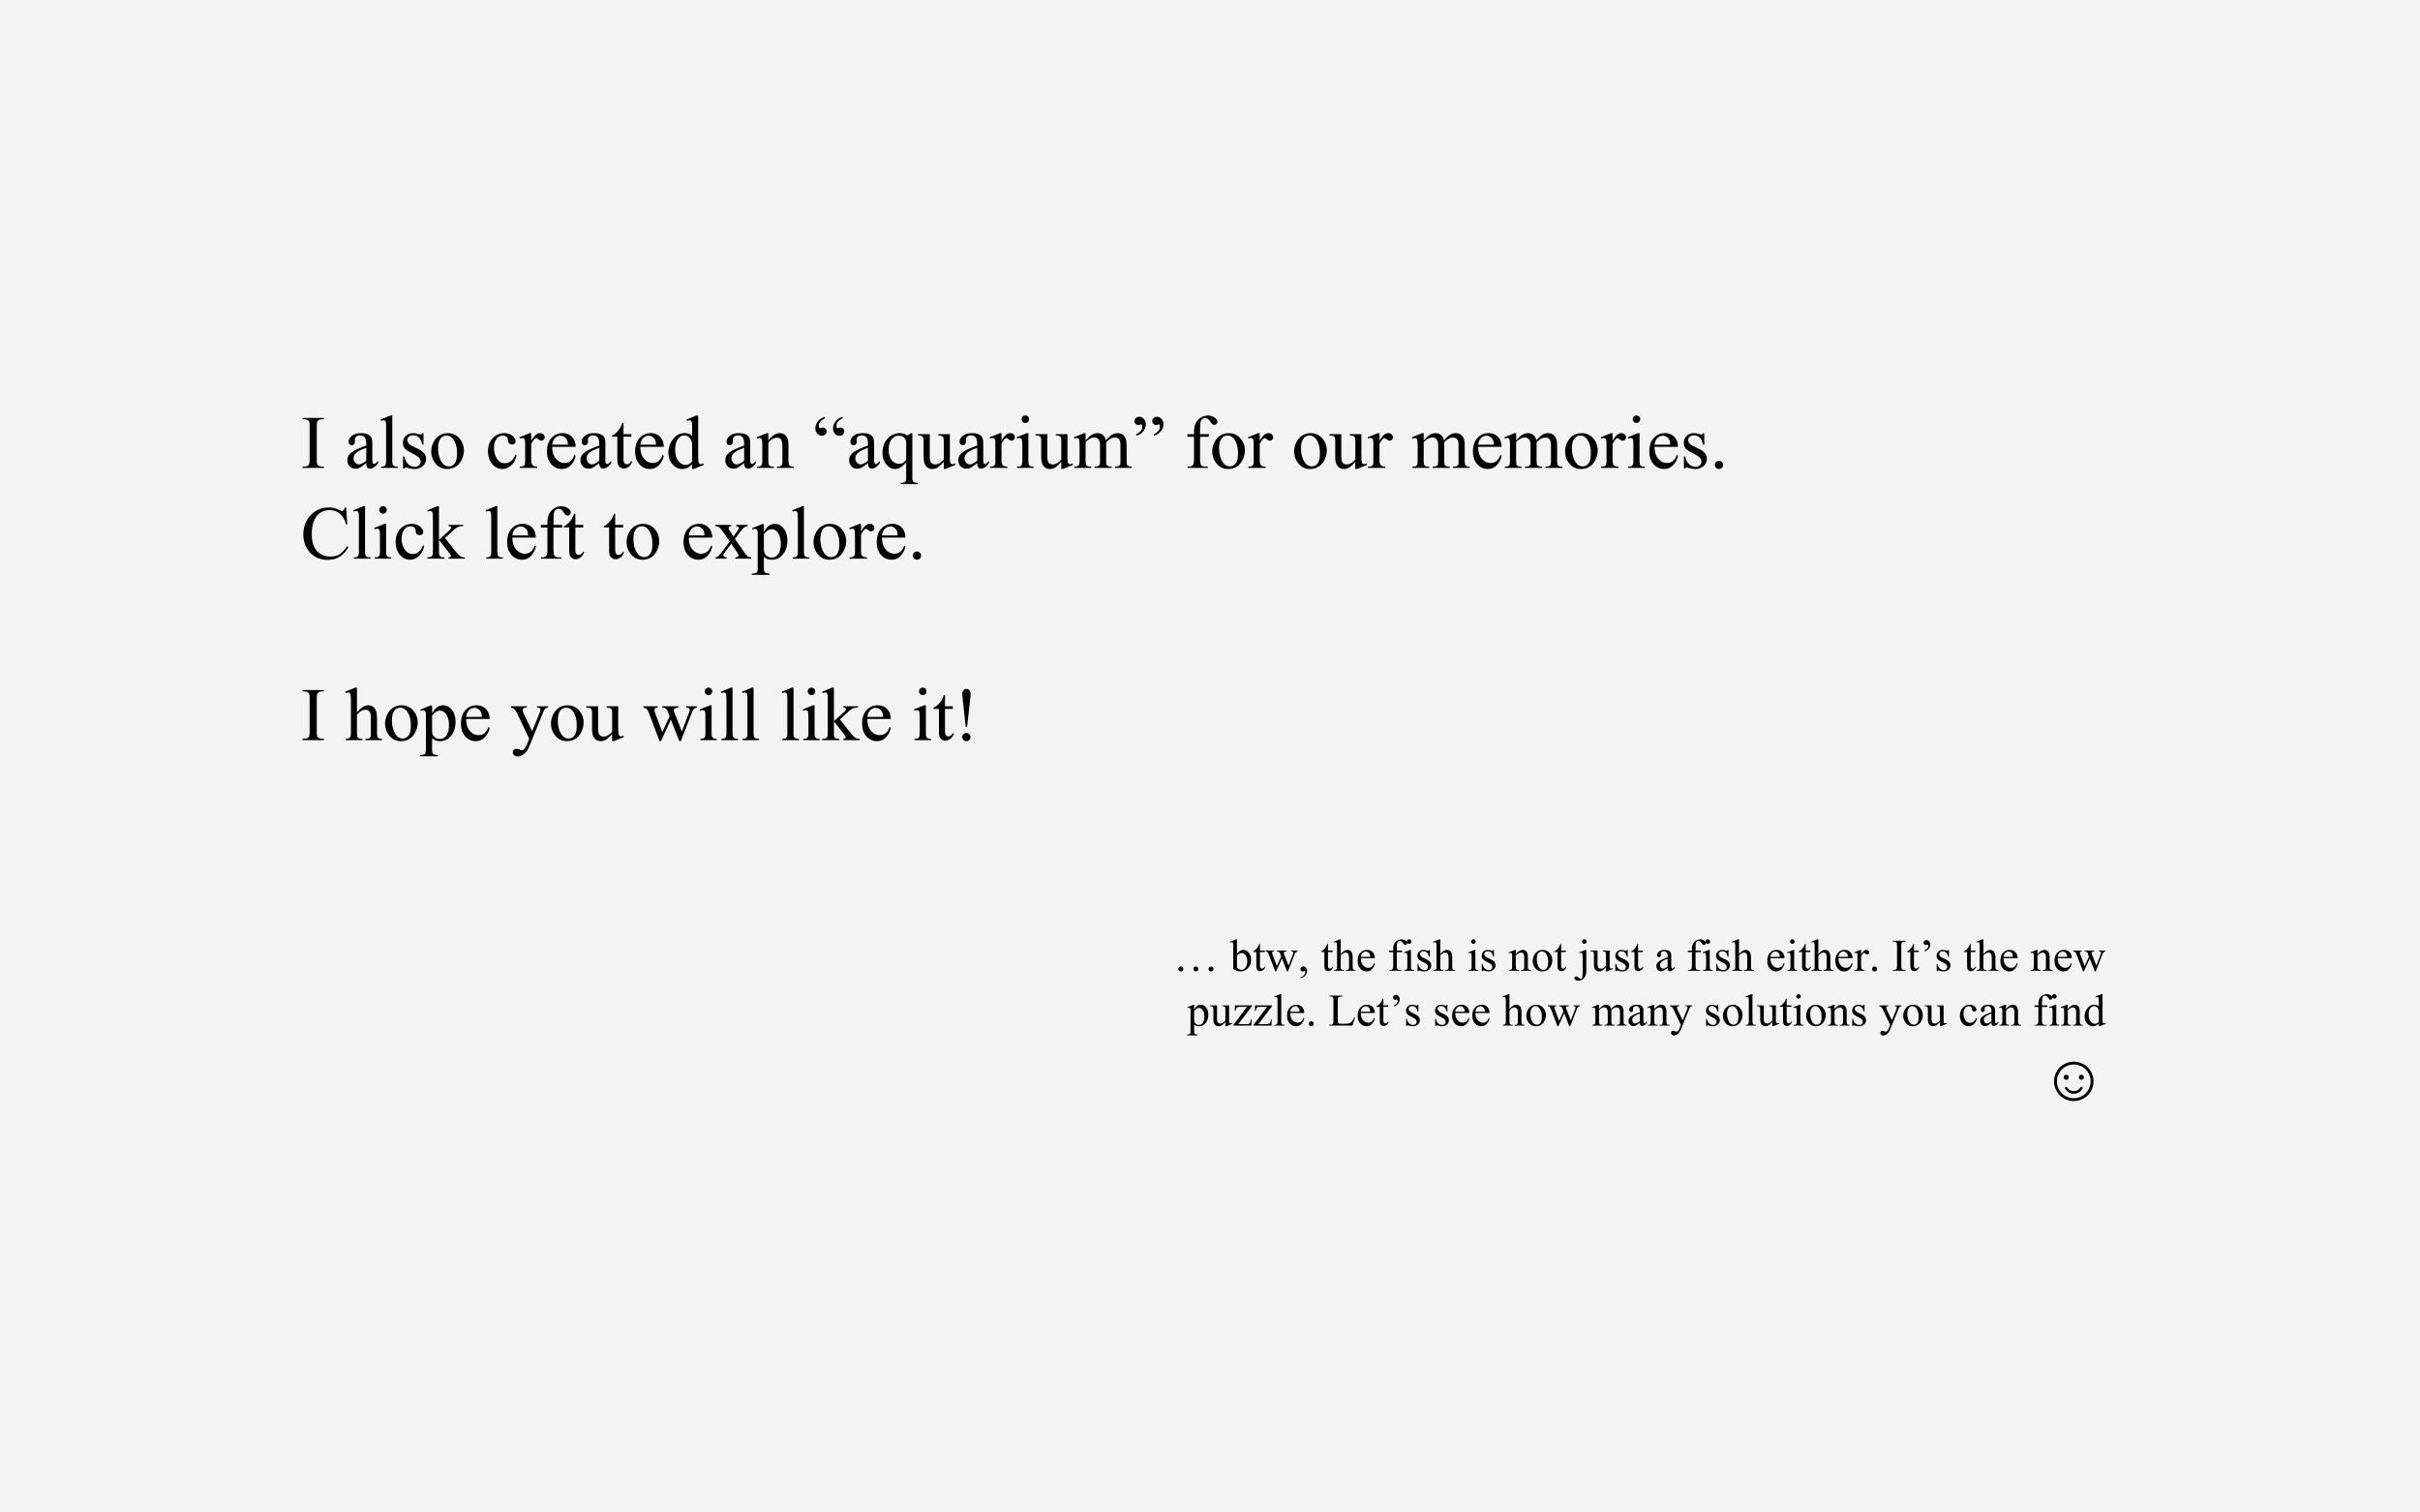 I also created an “aquarium” for our memories.
Click left to explore.
I hope you will like it!
… btw, the fish is not just a fish either. It’s the new
puzzle. Let’s see how many solutions you can find
☺